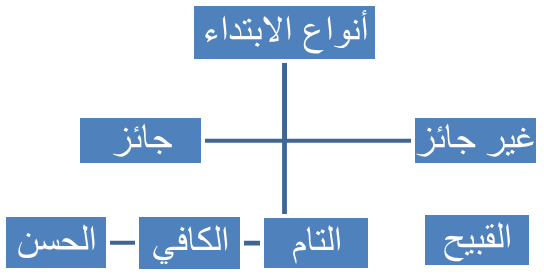 أنواع الابتداء
غير جائز
جائز
القبيح
التام
الكافي
الحسن